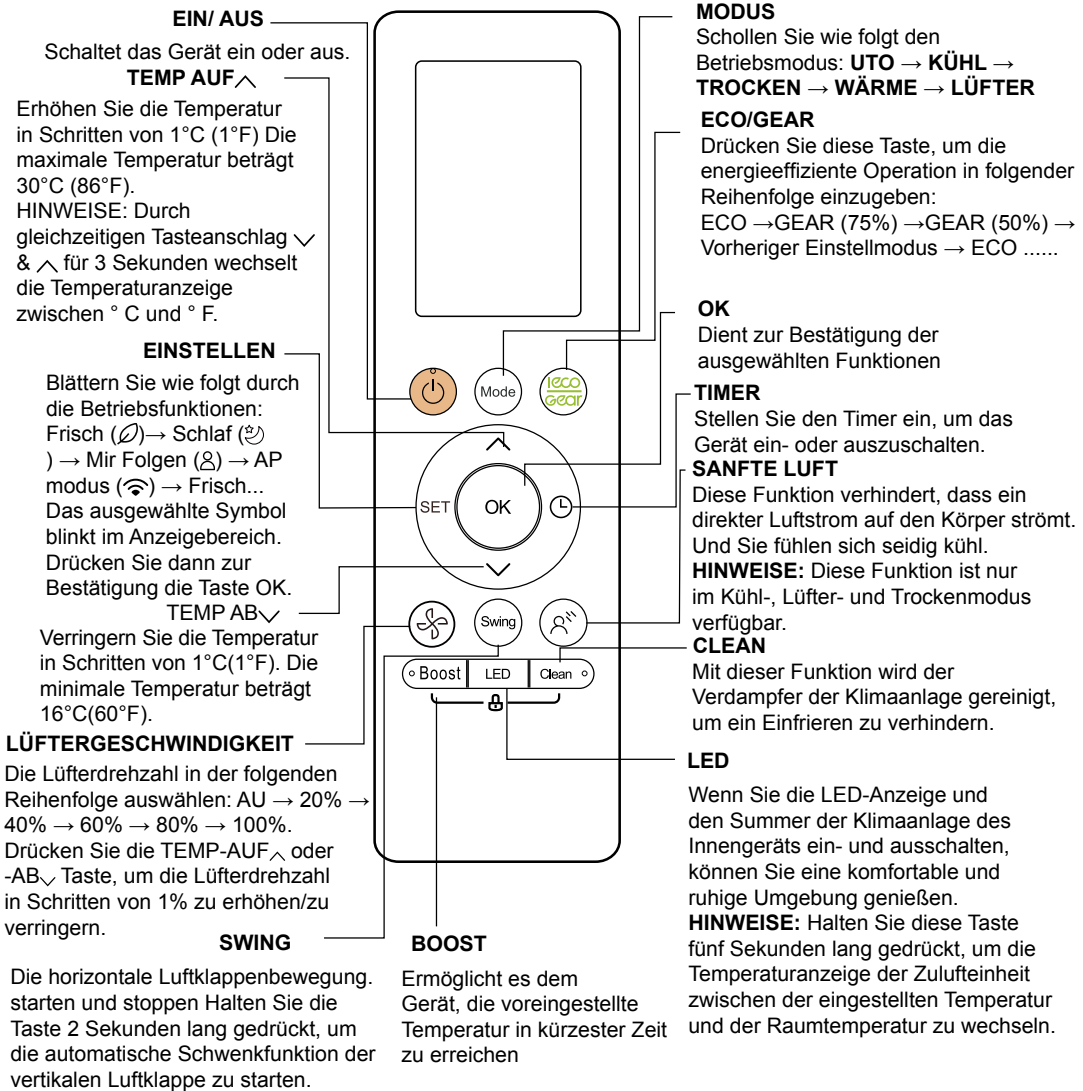 EIN/ AUS
Schaltet das Gerät ein oder aus.
TEMP AUF
Erhöhen Sie die Temperatur
in Schritten von 1°C (1°F) Die
maximale Temperatur beträgt
30°C (86°F).
HINWEISE: Durch
gleichzeitigen Tasteanschlag
& für 3 Sekunden wechselt
die Temperaturanzeige
zwischen ° C und ° F.
EINSTELLEN
Blättern Sie wie folgt durch
die Betriebsfunktionen:
Frisch ( )→ Schlaf (
) → Mir Folgen ( ) → AP
modus ( ) → Frisch...
Das ausgewählte Symbol
blinkt im Anzeigebereich.
Drücken Sie dann zur
Bestätigung die Taste OK.
TEMP AB
Verringern Sie die Temperatur
in Schritten von 1°C(1°F). Die
minimale Temperatur beträgt
16°C(60°F).
LÜFTERGESCHWINDIGKEIT
Die Lüfterdrehzahl in der folgenden
Reihenfolge auswählen: AU → 20% →
40% → 60% → 80% → 100%.
Drücken Sie die TEMP-AUF oder
-AB Taste, um die Lüfterdrehzahl
in Schritten von 1% zu erhöhen/zu
verringern.
SWING
Die horizontale Luftklappenbewegung.
starten und stoppen Halten Sie die
Taste 2 Sekunden lang gedrückt, um
die automatische Schwenkfunktion der
vertikalen Luftklappe zu starten.
BOOST
Ermöglicht es dem
Gerät, die voreingestellte
Temperatur in kürzester Zeit
zu erreichen
Mode
ieco
Gear
SET
OK
Swing
Boost
LED
Clean
MODUS
Schollen Sie wie folgt den
Betriebsmodus: UTO → KÜHL →
TROCKEN → WÄRME → LÜFTER
ECO/GEAR
Drücken Sie diese Taste, um die
energieeffiziente Operation in folgender
Reihenfolge einzugeben:
ECO →GEAR (75%) →GEAR (50%) →
Vorheriger Einstellmodus → ECO ......
OK
Dient zur Bestätigung der
ausgewählten Funktionen
TIMER
Stellen Sie den Timer ein, um das
Gerät ein- oder auszuschalten.
SANFTE LUFT
Diese Funktion verhindert, dass ein
direkter Luftstrom auf den Körper strömt.
Und Sie fühlen sich seidig kühl.
HINWEISE: Diese Funktion ist nur
im Kühl-, Lüfter- und Trockenmodus
verfügbar.
CLEAN
Mit dieser Funktion wird der
Verdampfer der Klimaanlage gereinigt,
um ein Einfrieren zu verhindern.
LED
Wenn Sie die LED-Anzeige und
den Summer der Klimaanlage des
Innengeräts ein- und ausschalten,
können Sie eine komfortable und
ruhige Umgebung genießen.
HINWEISE: Halten Sie diese Taste
fünf Sekunden lang gedrückt, um die
Temperaturanzeige der Zulufteinheit
zwischen der eingestellten Temperatur
und der Raumtemperatur zu wechseln.